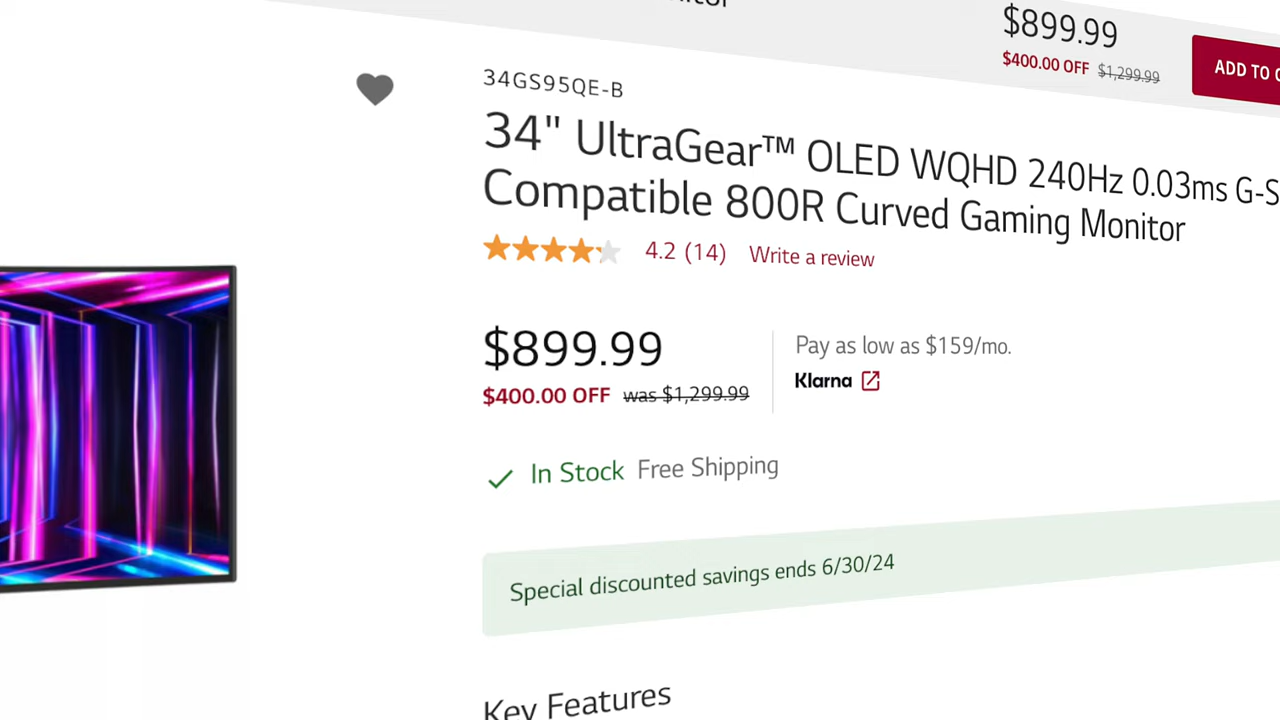 $899.99
$400.00 OFF $1,299.99
ADD TO
34GS95QE-B
34" UltraGear™ OLED WQHD 240Hz 0.03ms G-S
Compatible 800R Curved Gaming Monitor
4.2 (14) Write a review
$899.99
$400.00 OFF was $1,299.99
Pay as low as $159/mo.
Klarna
In Stock Free Shipping
Special discounted savings ends 6/30/24
Key Features